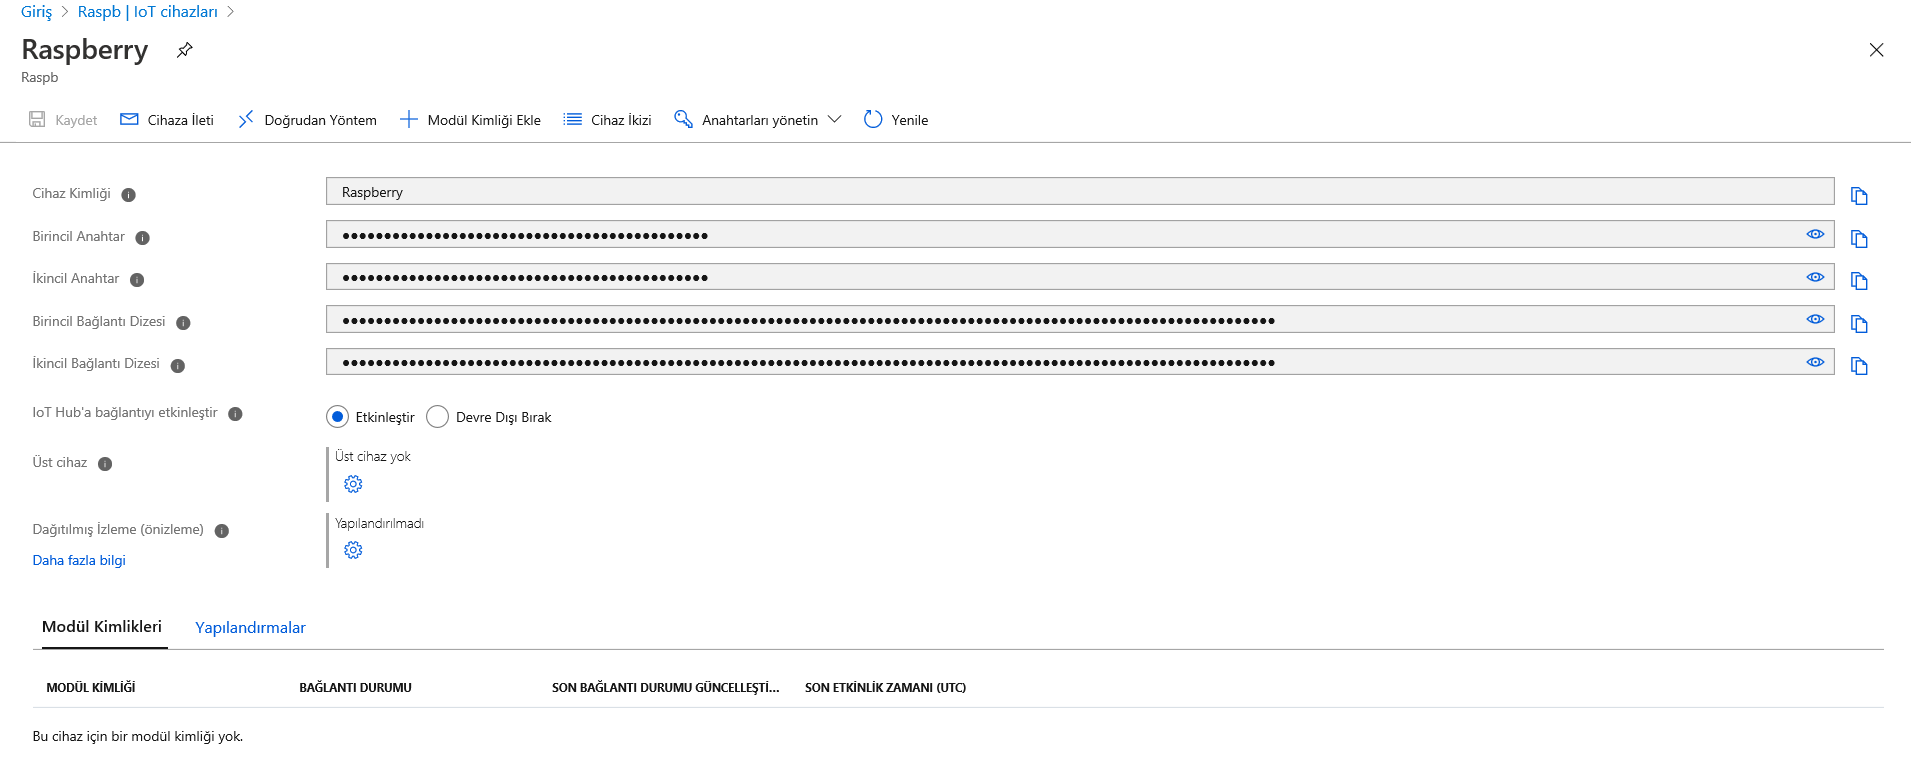 Giriş > Raspb | IoT cihazları >
Raspberry
Raspb
Kaydet Cihaza İleti Doğrudan Yöntem Modül Kimliği Ekle Cihaz İkizi Anahtarları yönetin Yenile
Cihaz Kimliği Raspberry
Birincil Anahtar
İkincil Anahtar
Birincil Bağlantı Dizesi
İkincil Bağlantı Dizesi
IoT Hub'a bağlantıyı etkinleştir Etkinleştir Devre Dışı Bırak
Üst cihaz Üst cihaz yok
Dağıtılmış İzleme (önizleme) Yapılandırılmadı
Daha fazla bilgi
Modül Kimlikleri Yapılandırmalar
MODÜL KİMLİĞİ BAĞLANTI DURUMU SON BAĞLANTI DURUMU GÜNCELLEŞTİ... SON ETKİNLİK ZAMANI (UTC)
Bu cihaz için bir modül kimliği yok.